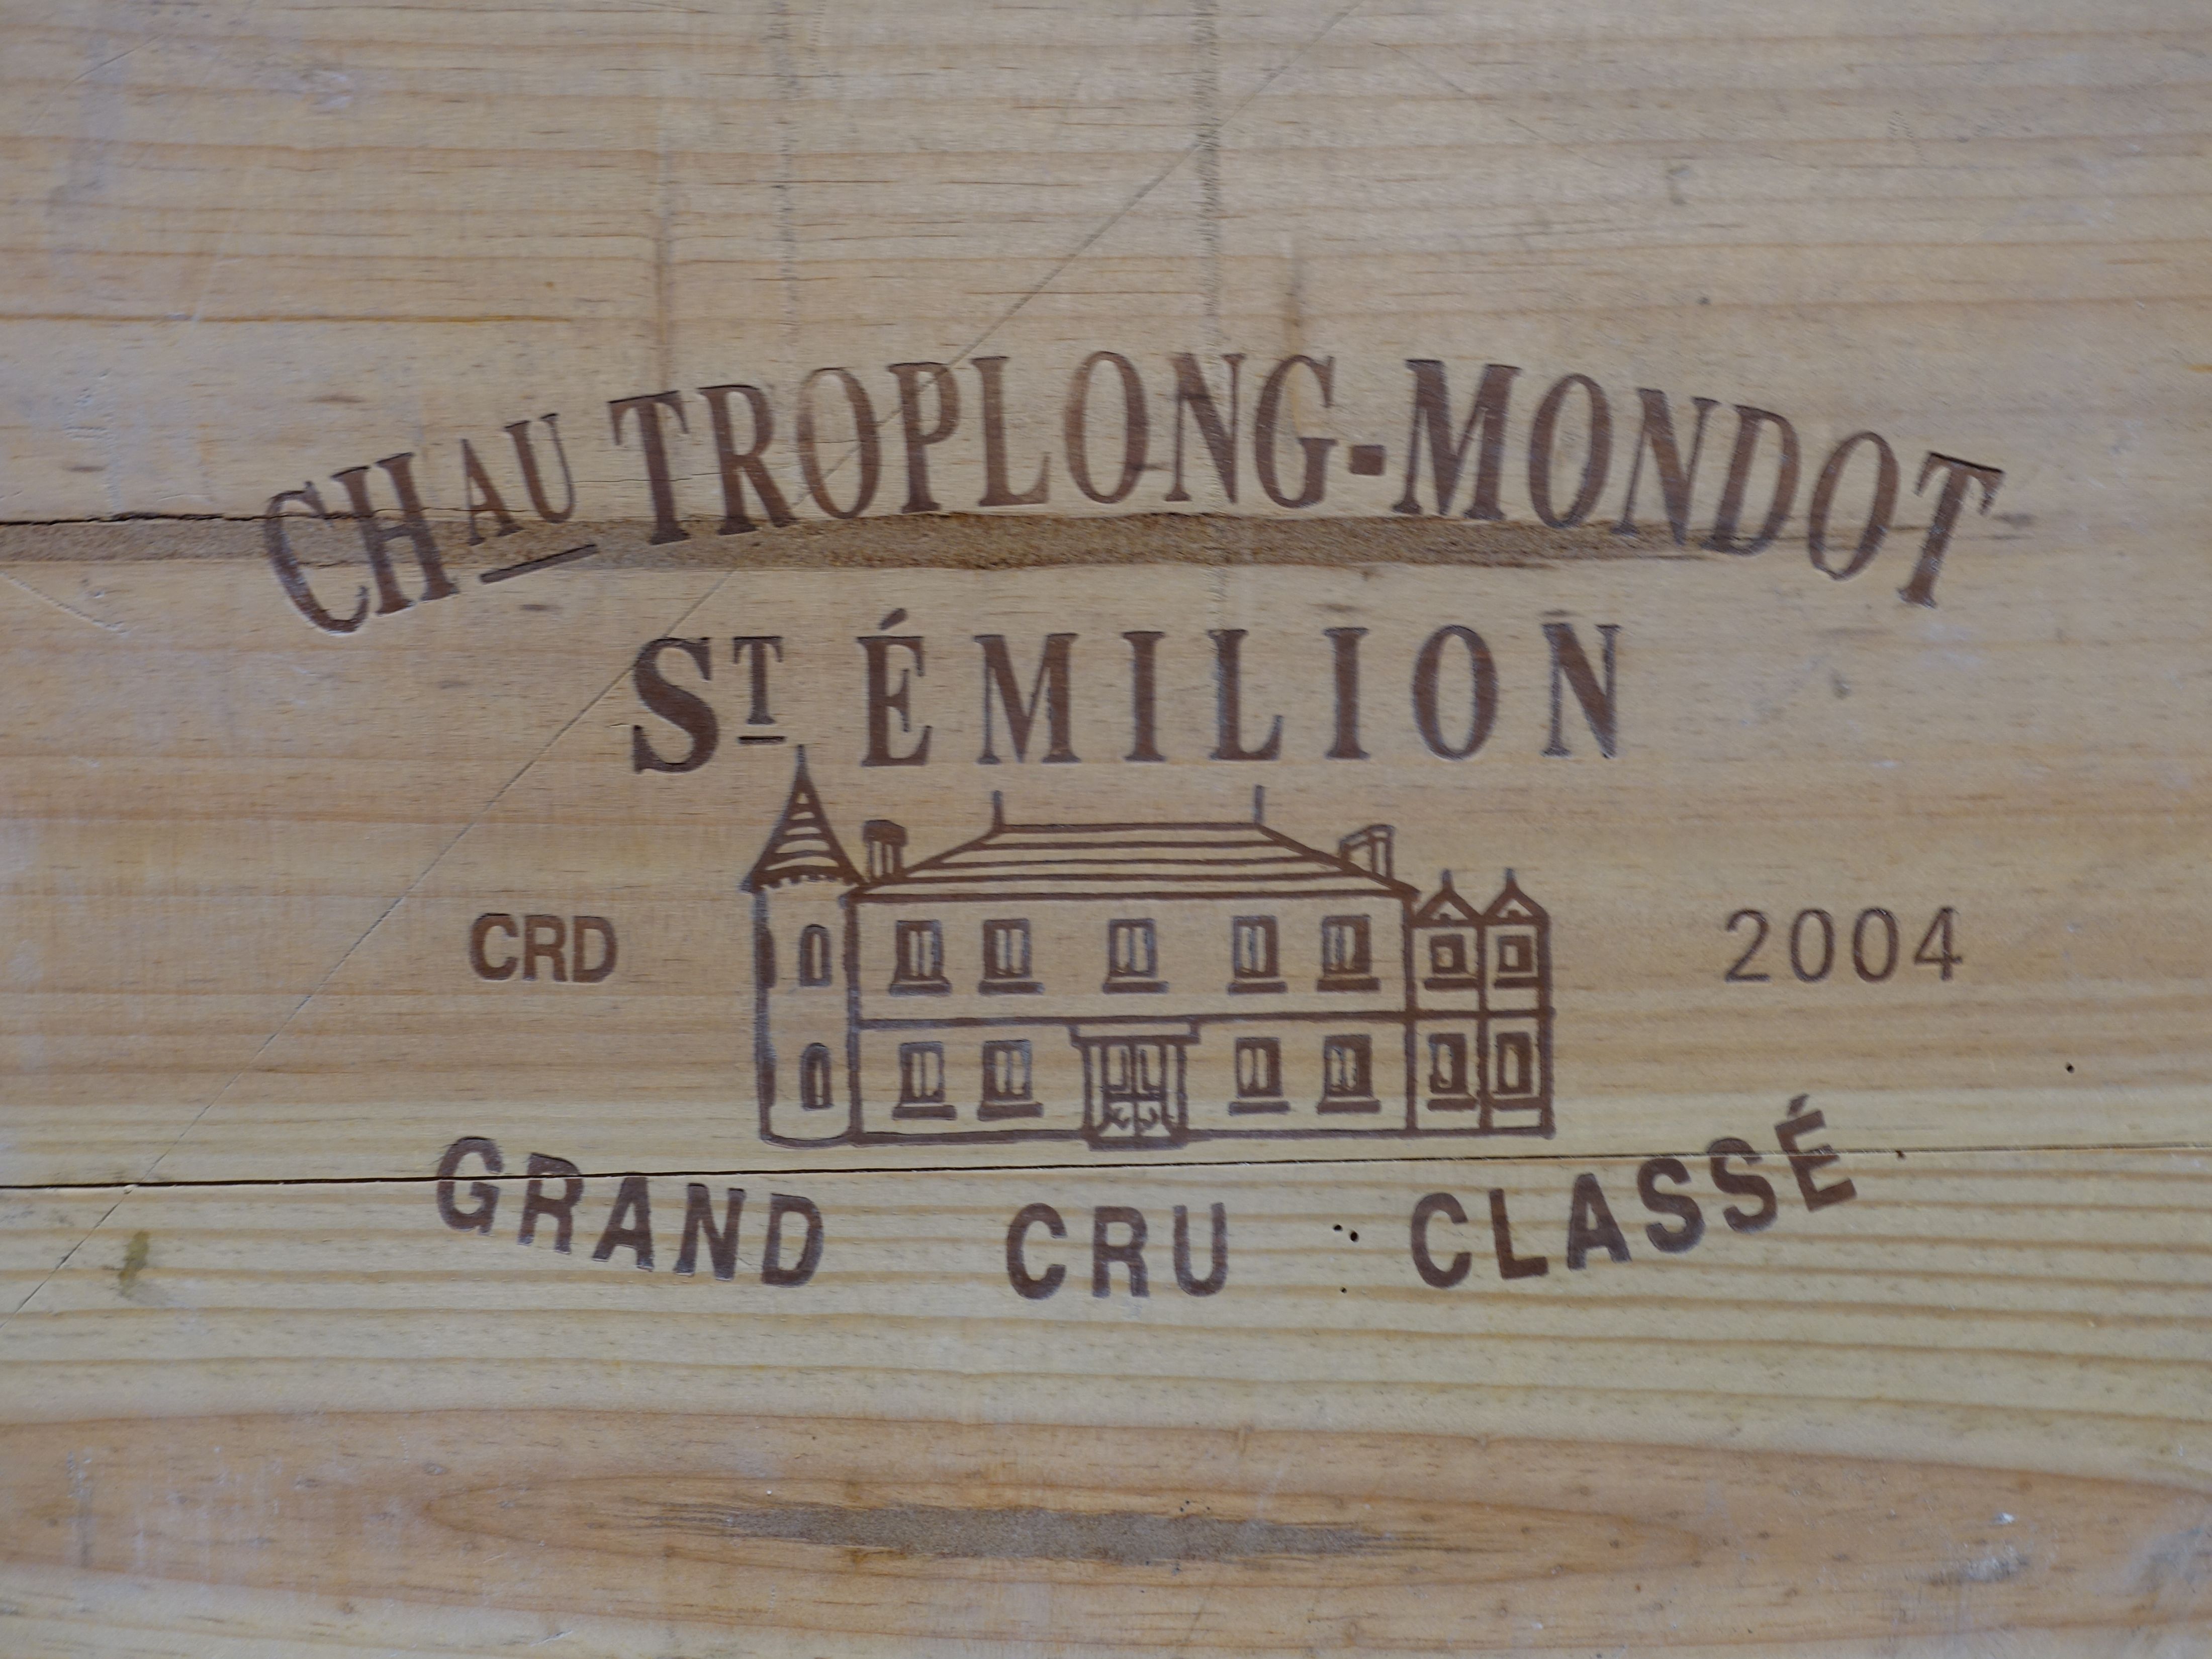 CHAU TROPLONG-MONDOT
ST ÉMILION
CRD
2004
GRAND CRU CLASSÉ